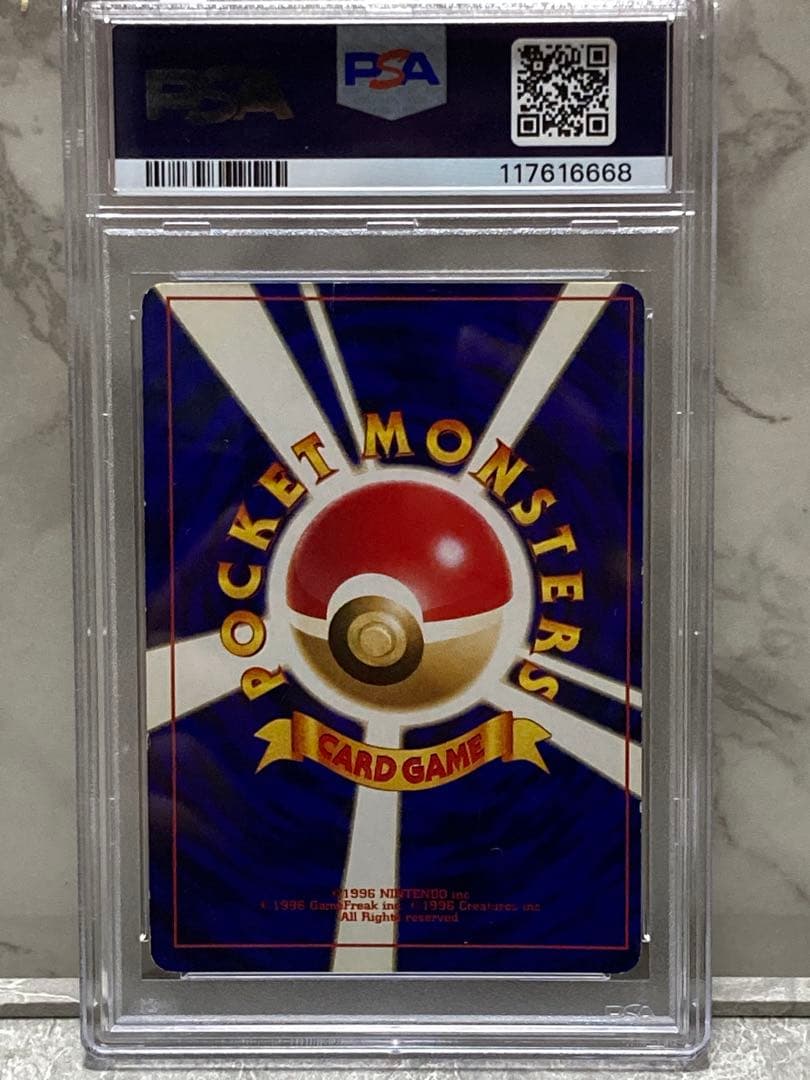 PSA
PSA
117616668
POCKET MONSTERS
CARD GAME
©1996 NINTENDO inc
©1996 GameFreak inc ©1996 Creatures inc
All Rights reserved
PSA